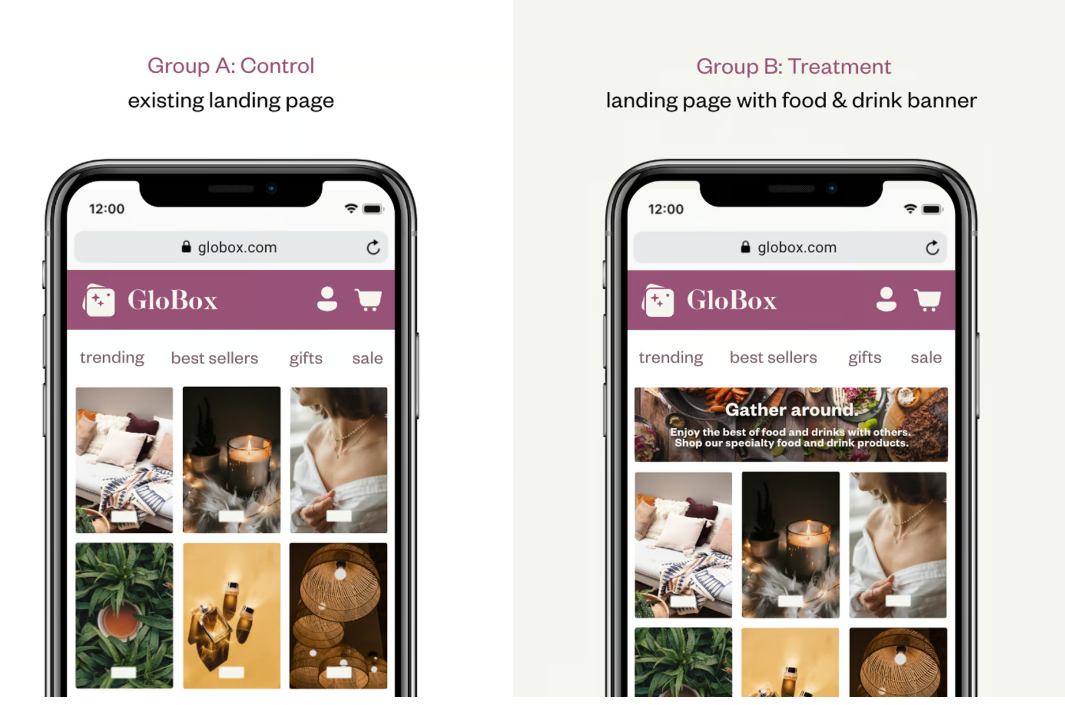 Group A: Control
existing landing page
12:00
globox.com
GloBox
trending best sellers gifts sale
Group B: Treatment
landing page with food & drink banner
12:00
globox.com
GloBox
trending best sellers gifts sale
Gather around.
Enjoy the best of food and drinks with others.
Shop our specialty food and drink products.